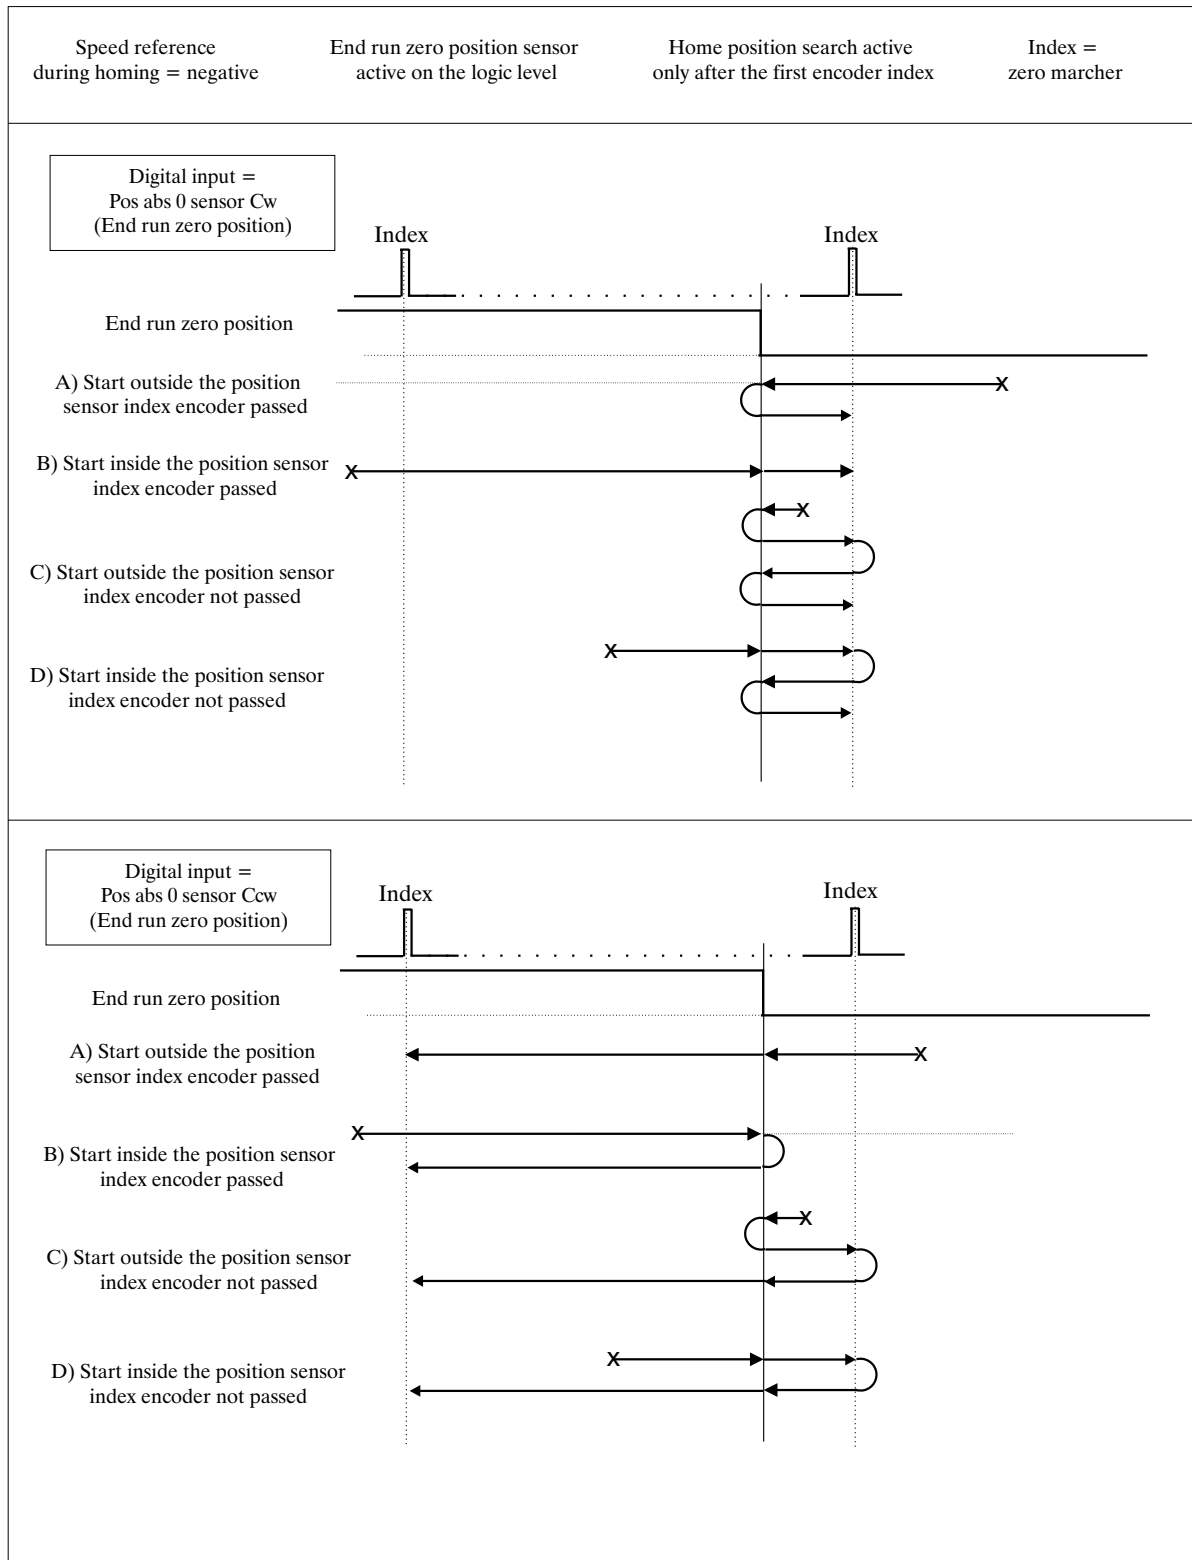 Speed reference
during homing = negative
End run zero position sensor
active on the logic level
Home position search active
only after the first encoder index
Index =
zero marcher
Digital input =
Pos abs 0 sensor Cw
(End run zero position)
Index
Index
End run zero position
A) Start outside the position
sensor index encoder passed
X
B) Start inside the position sensor
index encoder passed
X
X
C) Start outside the position sensor
index encoder not passed
X
D) Start inside the position sensor
index encoder not passed
Digital input =
Pos abs 0 sensor Ccw
(End run zero position)
Index
Index
End run zero position
A) Start outside the position
sensor index encoder passed
X
X
B) Start inside the position sensor
index encoder passed
X
C) Start outside the position sensor
index encoder not passed
X
D) Start inside the position sensor
index encoder not passed